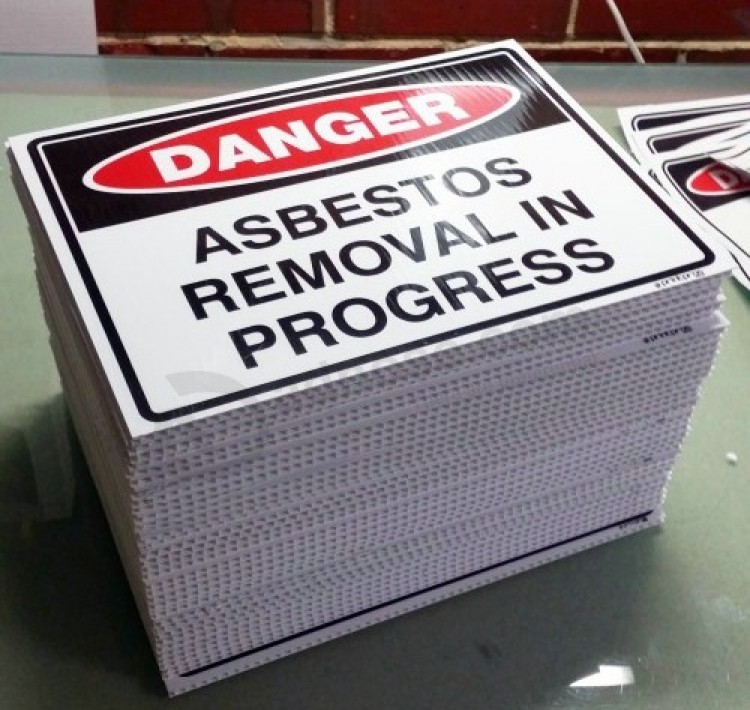 DANGER
ASBESTOS
REMOVAL IN
PROGRESS